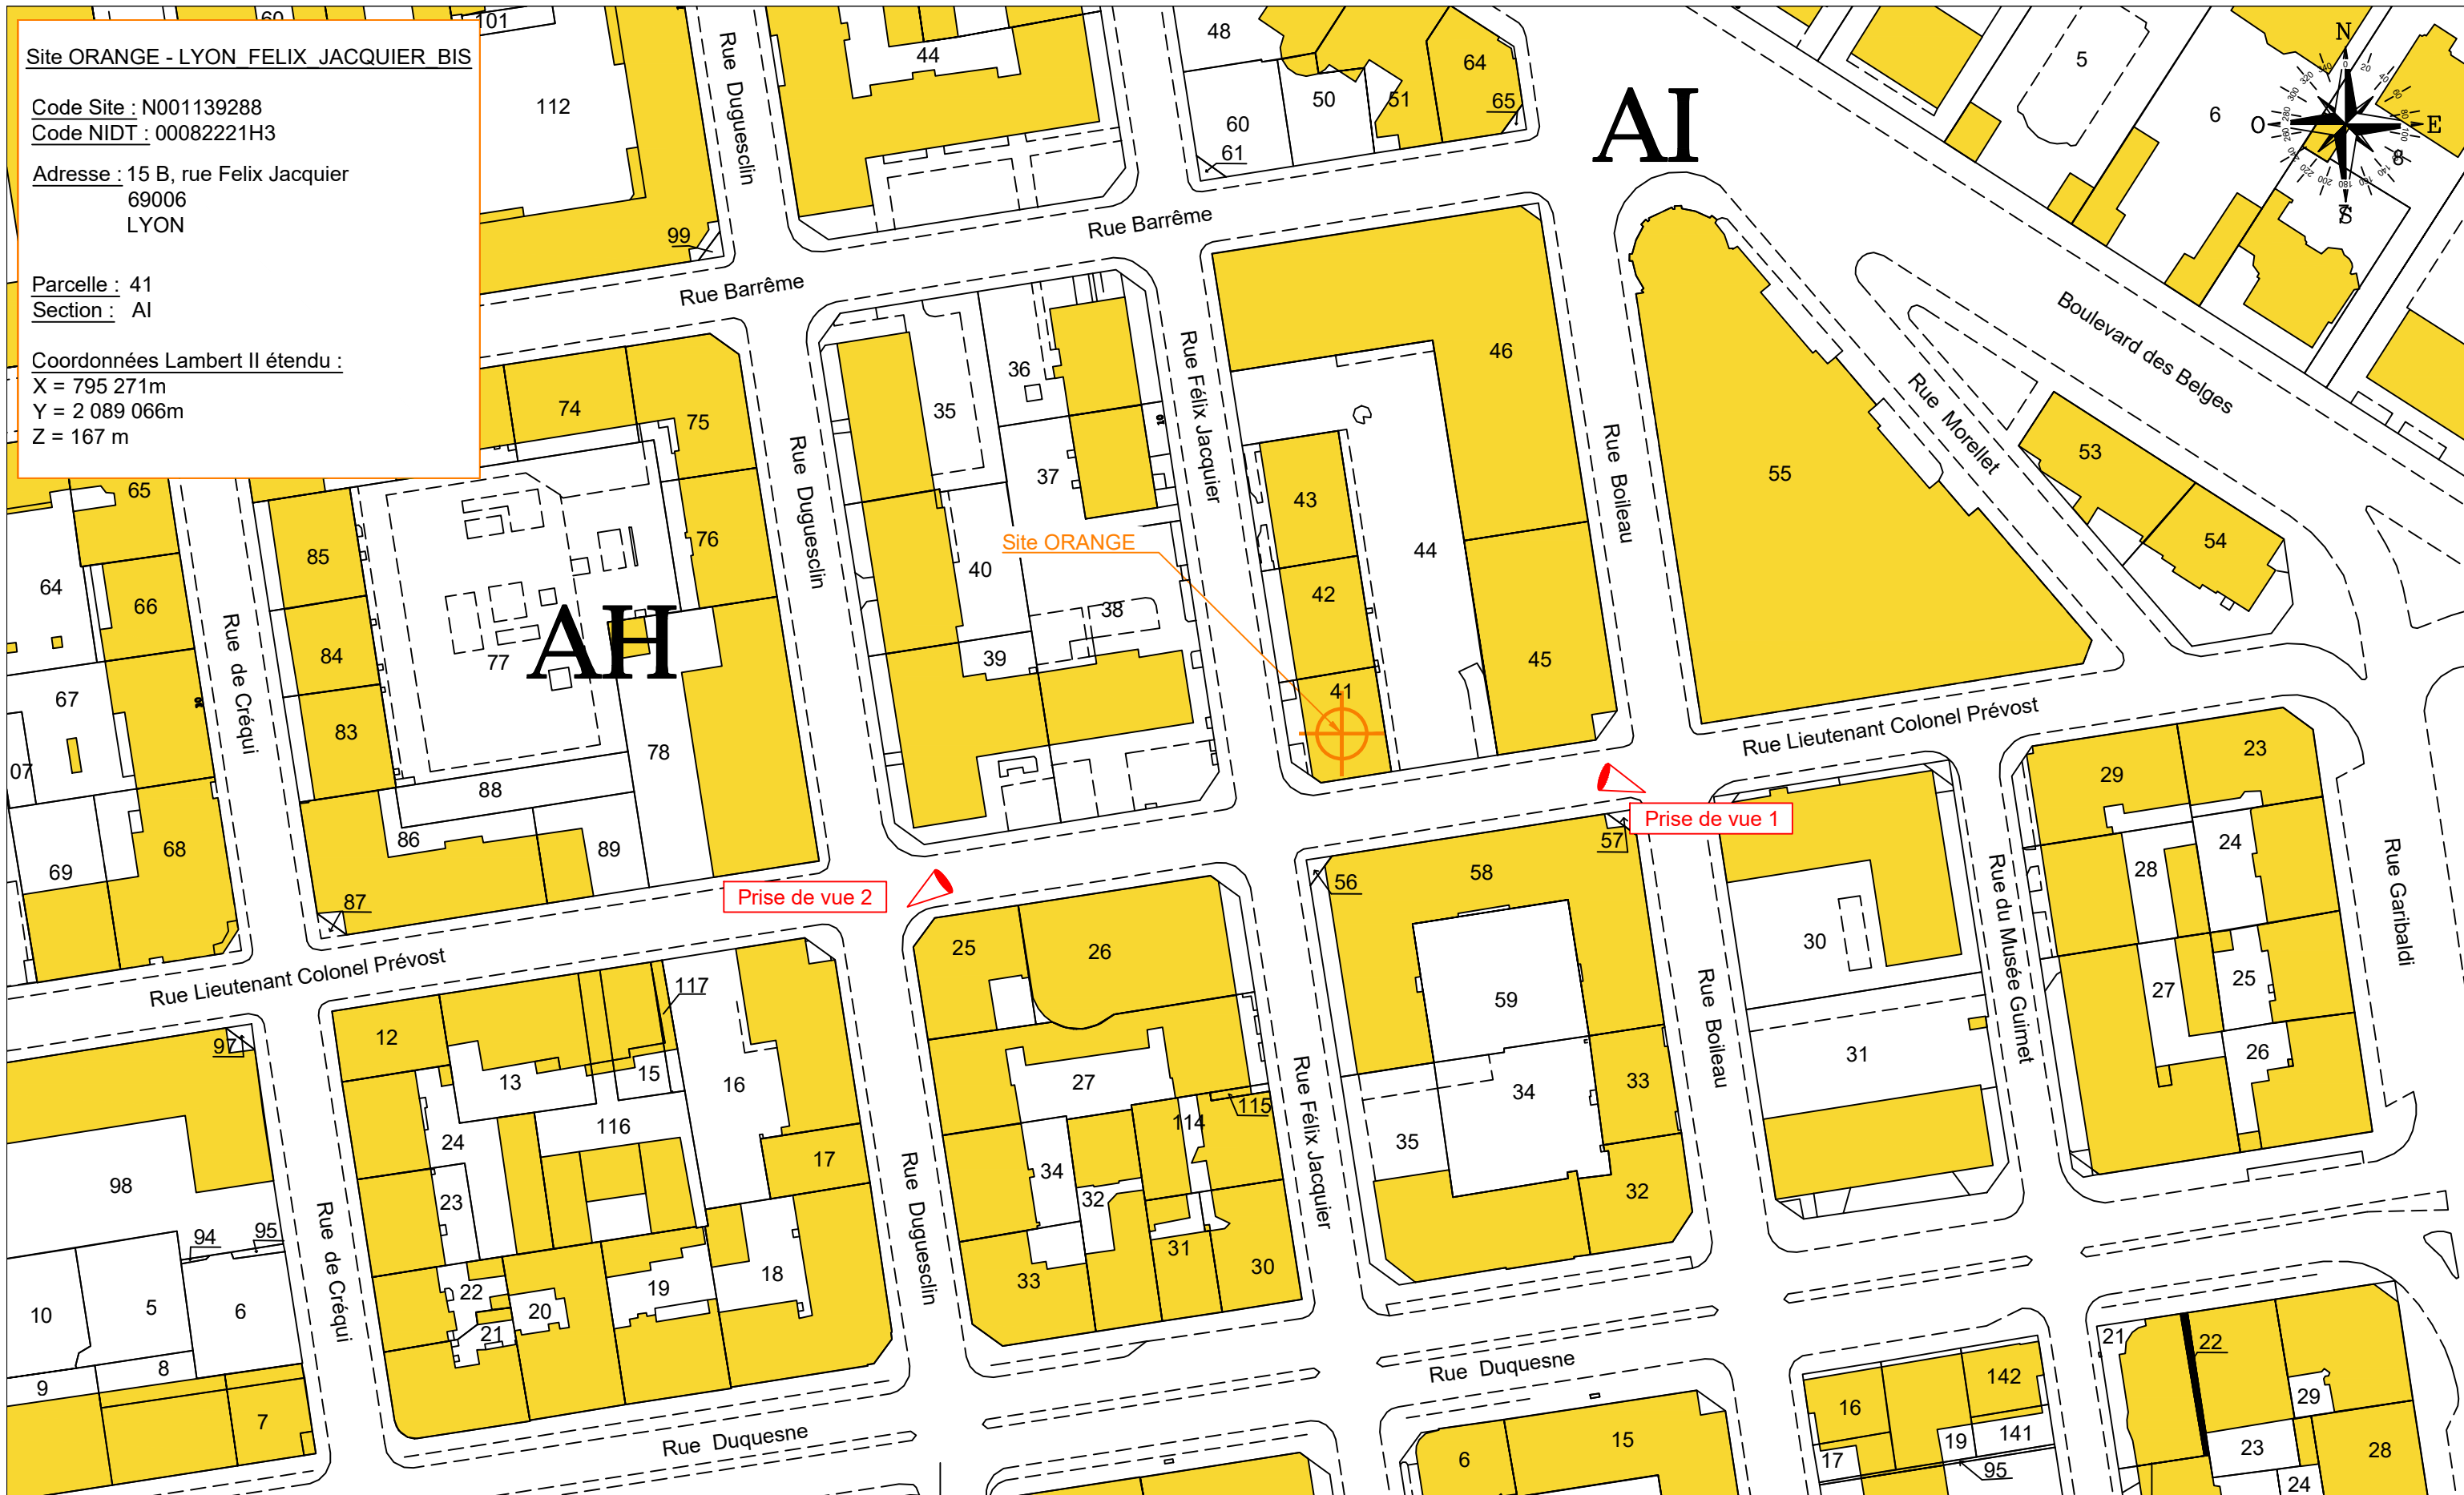 Site ORANGE - LYON_FELIX_JACQUIER_BIS
Code Site : N001139288
Code NIDT : 00082221H3
Adresse : 15 B, rue Felix Jacquier
69006
LYON
Parcelle : 41
Section : AI
Coordonnées Lambert II étendu :
X = 795 271m
Y = 2 089 066m
Z = 167 m
101
112
99
Rue Duguesclin
44
48
60
61
50
51
64
65
AI
5
6
8
N
E
S
O
Rue Barrême
Rue Barrême
Boulevard des Belges
Rue Morellet
53
54
55
46
44
45
43
42
41
Site ORANGE
Rue Félix Jacquier
Rue Boileau
36
35
37
40
38
39
74
75
76
Rue Duguesclin
65
85
64
66
84
AH
77
67
83
78
07
88
86
89
68
69
87
Rue de Créqui
Rue Lieutenant Colonel Prévost
Prise de vue 1
Prise de vue 2
Rue Lieutenant Colonel Prévost
29
23
28
24
27
25
26
Rue Garibaldi
Rue du Musée Guimet
30
31
56
57
58
59
34
33
35
32
Rue Boileau
25
26
27
114
115
34
32
33
31
30
Rue Félix Jacquier
Rue Duguesclin
12
13
15
117
16
116
24
23
17
22
20
19
18
21
97
98
94
95
10
5
6
8
9
7
Rue de Créqui
Rue Duquesne
Rue Duquesne
6
15
16
142
17
19
141
95
21
22
29
23
24
28